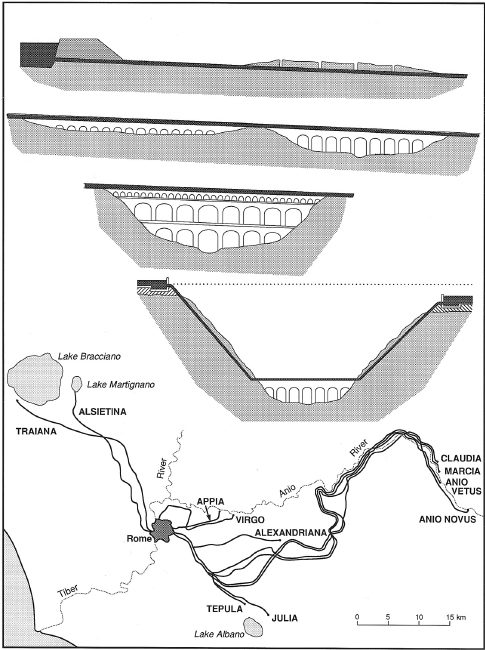 Lake Bracciano
Lake Martignano
ALSIETINA
TRAIANA
River
River
Anio
CLAUDIA
MARCIA
ANIO
VETUS
ANIO NOVUS
APPIA
VIRGO
ALEXANDRIANA
Rome
Tiber
TEPULA
JULIA
Lake Albano
0 5 10 15 km